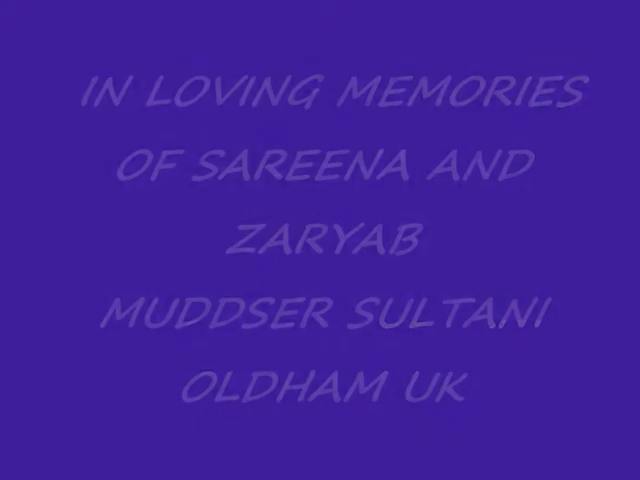 IN LOVING MEMORIES
OF SAREENA AND
ZARYAB
MUDDSER SULTANI
OLDHAM UK